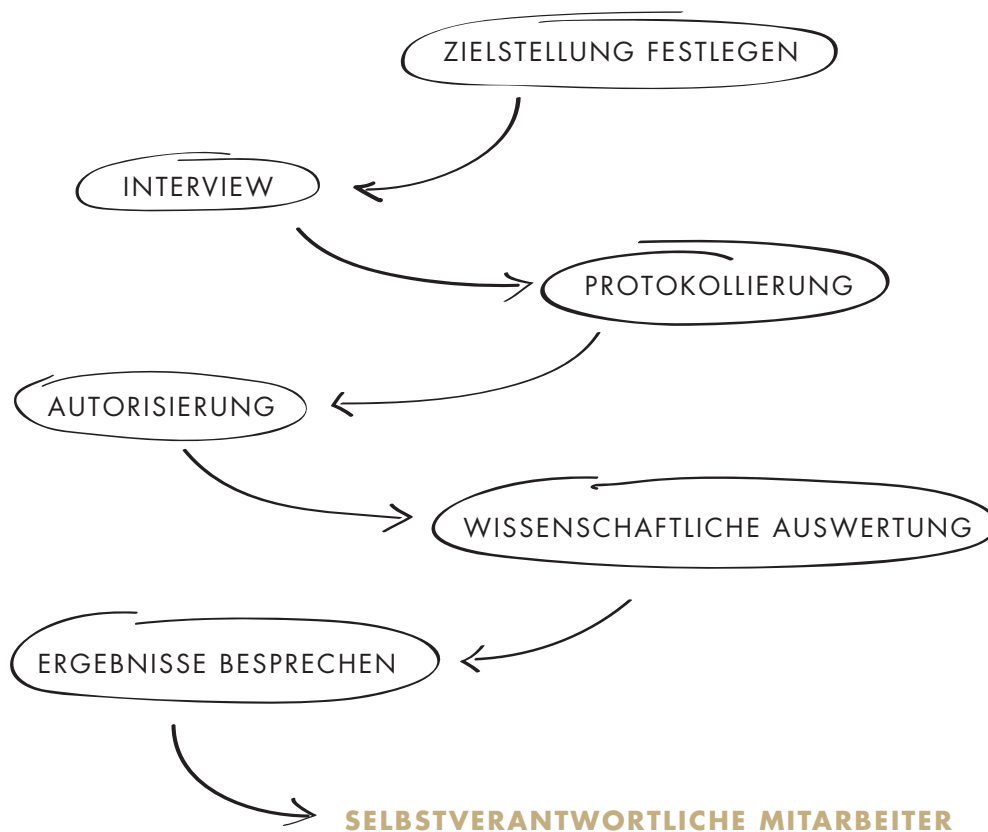 ZIELSTELLUNG FESTLEGEN
INTERVIEW
PROTOKOLLIERUNG
AUTORISIERUNG
WISSENSCHAFTLICHE AUSWERTUNG
ERGEBNISSE BESPRECHEN
SELBSTVERANTWORTLICHE MITARBEITER